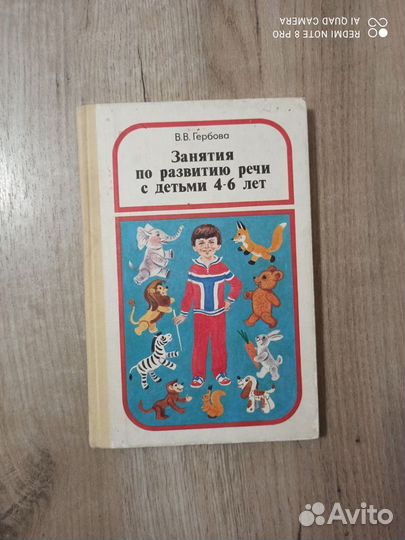 REDMI NOTE 8 PRO
AI QUAD CAMERA
В.В. Гербова
Занятия
по развитию речи
с детьми 4-6 лет
Avito